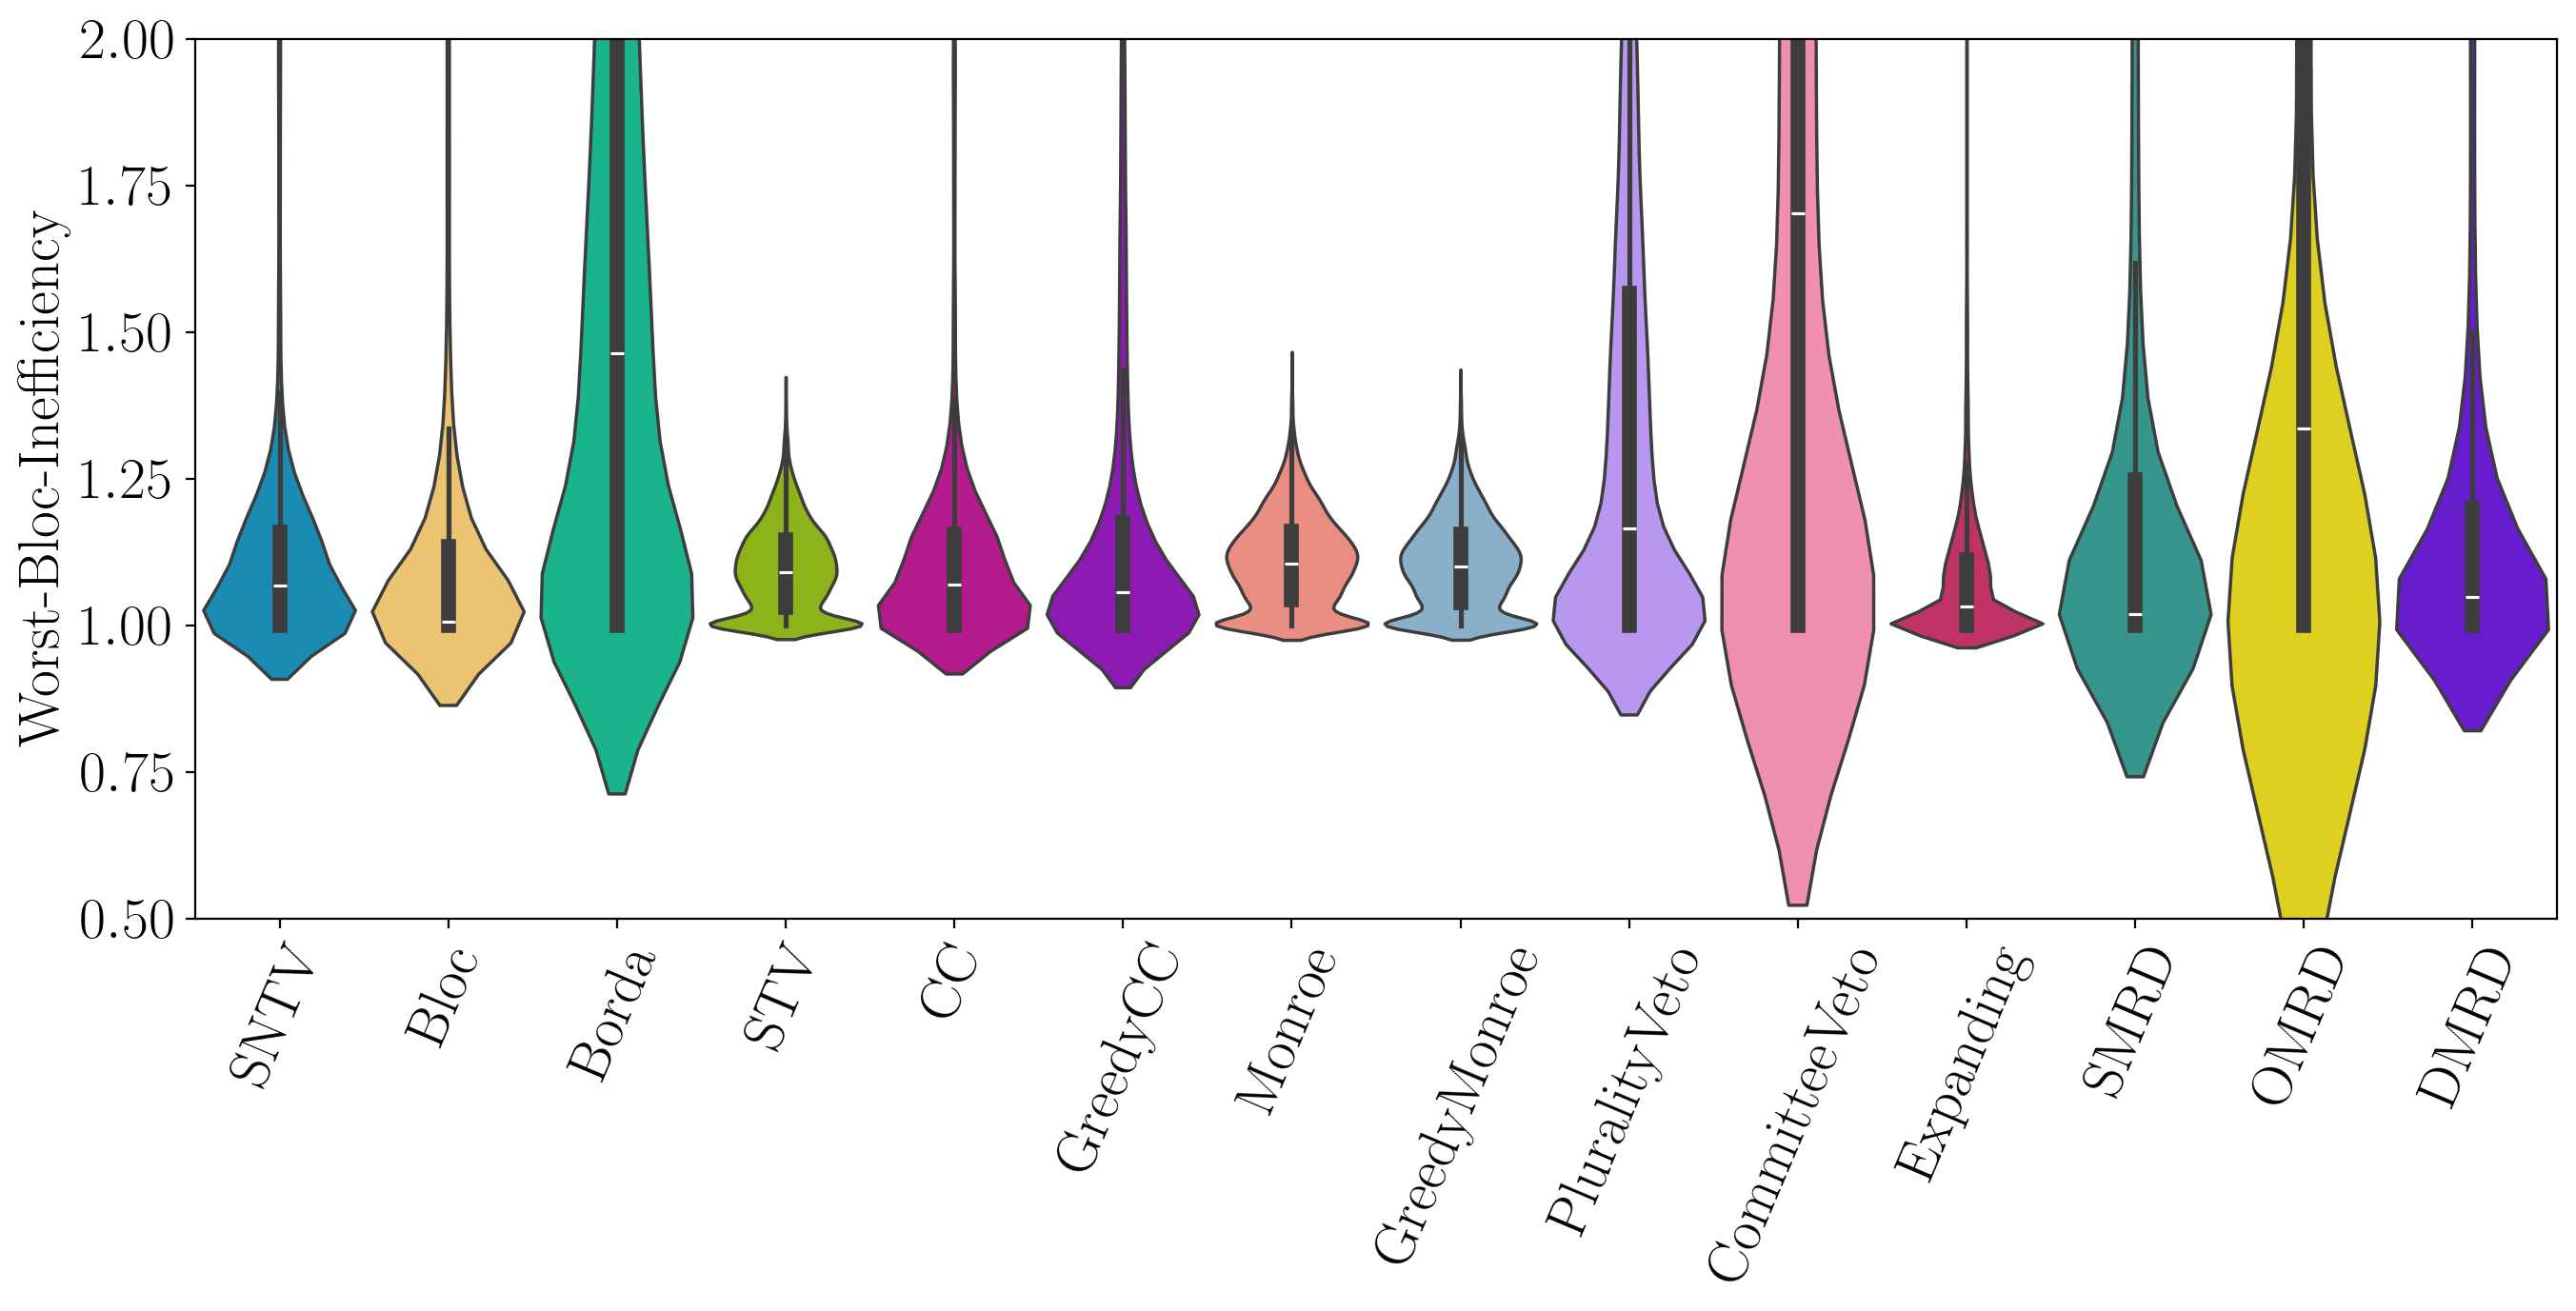 Worst-Bloc-Inefficiency
2.00
1.75
1.50
1.25
1.00
0.75
0.50
SNTV
Bloc
Borda
STV
CC
GreedyCC
Monroe
GreedyMonroe
PluralityVeto
CommitteeVeto
Expanding
SMRD
OMRD
DMRD